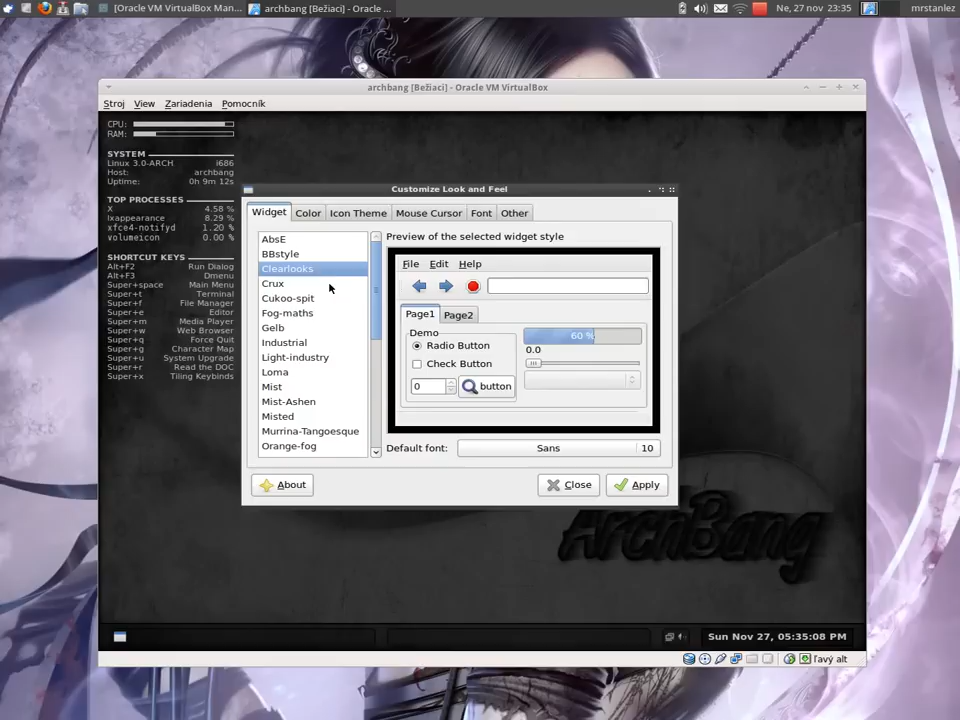 [Oracle VM VirtualBox Man...
archbang [Bežiaci] - Oracle ...
Ne, 27 nov 23:35
mrstanlez
archbang [Bežiaci] - Oracle VM VirtualBox
Stroj View Zariadenia Pomocník
CPU:
RAM:
SYSTEM
Linux 3.0-ARCH i686
Host: archbang
Uptime: 0h 9m 12s
TOP PROCESSES
X 4.58 %
lxappearance 8.29 %
xfce4-notifyd 1.20 %
volumeicon 0.00 %
SHORTCUT KEYS
Alt+F2 Run Dialog
Alt+F3 Dmenu
Super+space Main Menu
Super+t Terminal
Super+f File Manager
Super+e Editor
Super+m Media Player
Super+w Web Browser
Super+q Force Quit
Super+g Character Map
Super+u System Upgrade
Super+r Read the DOC
Super+x Tiling Keybinds
Customize Look and Feel
Widget Color Icon Theme Mouse Cursor Font Other
AbsE
BBstyle
Clearlooks
Crux
Cukoo-spit
Fog-maths
Gelb
Industrial
Light-industry
Loma
Mist
Mist-Ashen
Misted
Murrina-Tangoesque
Orange-fog
Preview of the selected widget style
File Edit Help
Page1 Page2
Demo
Radio Button
Check Button
0 button
60 %
0.0
Default font: Sans 10
About Close Apply
ArchBang
Sun Nov 27, 05:35:08 PM
ľavý alt